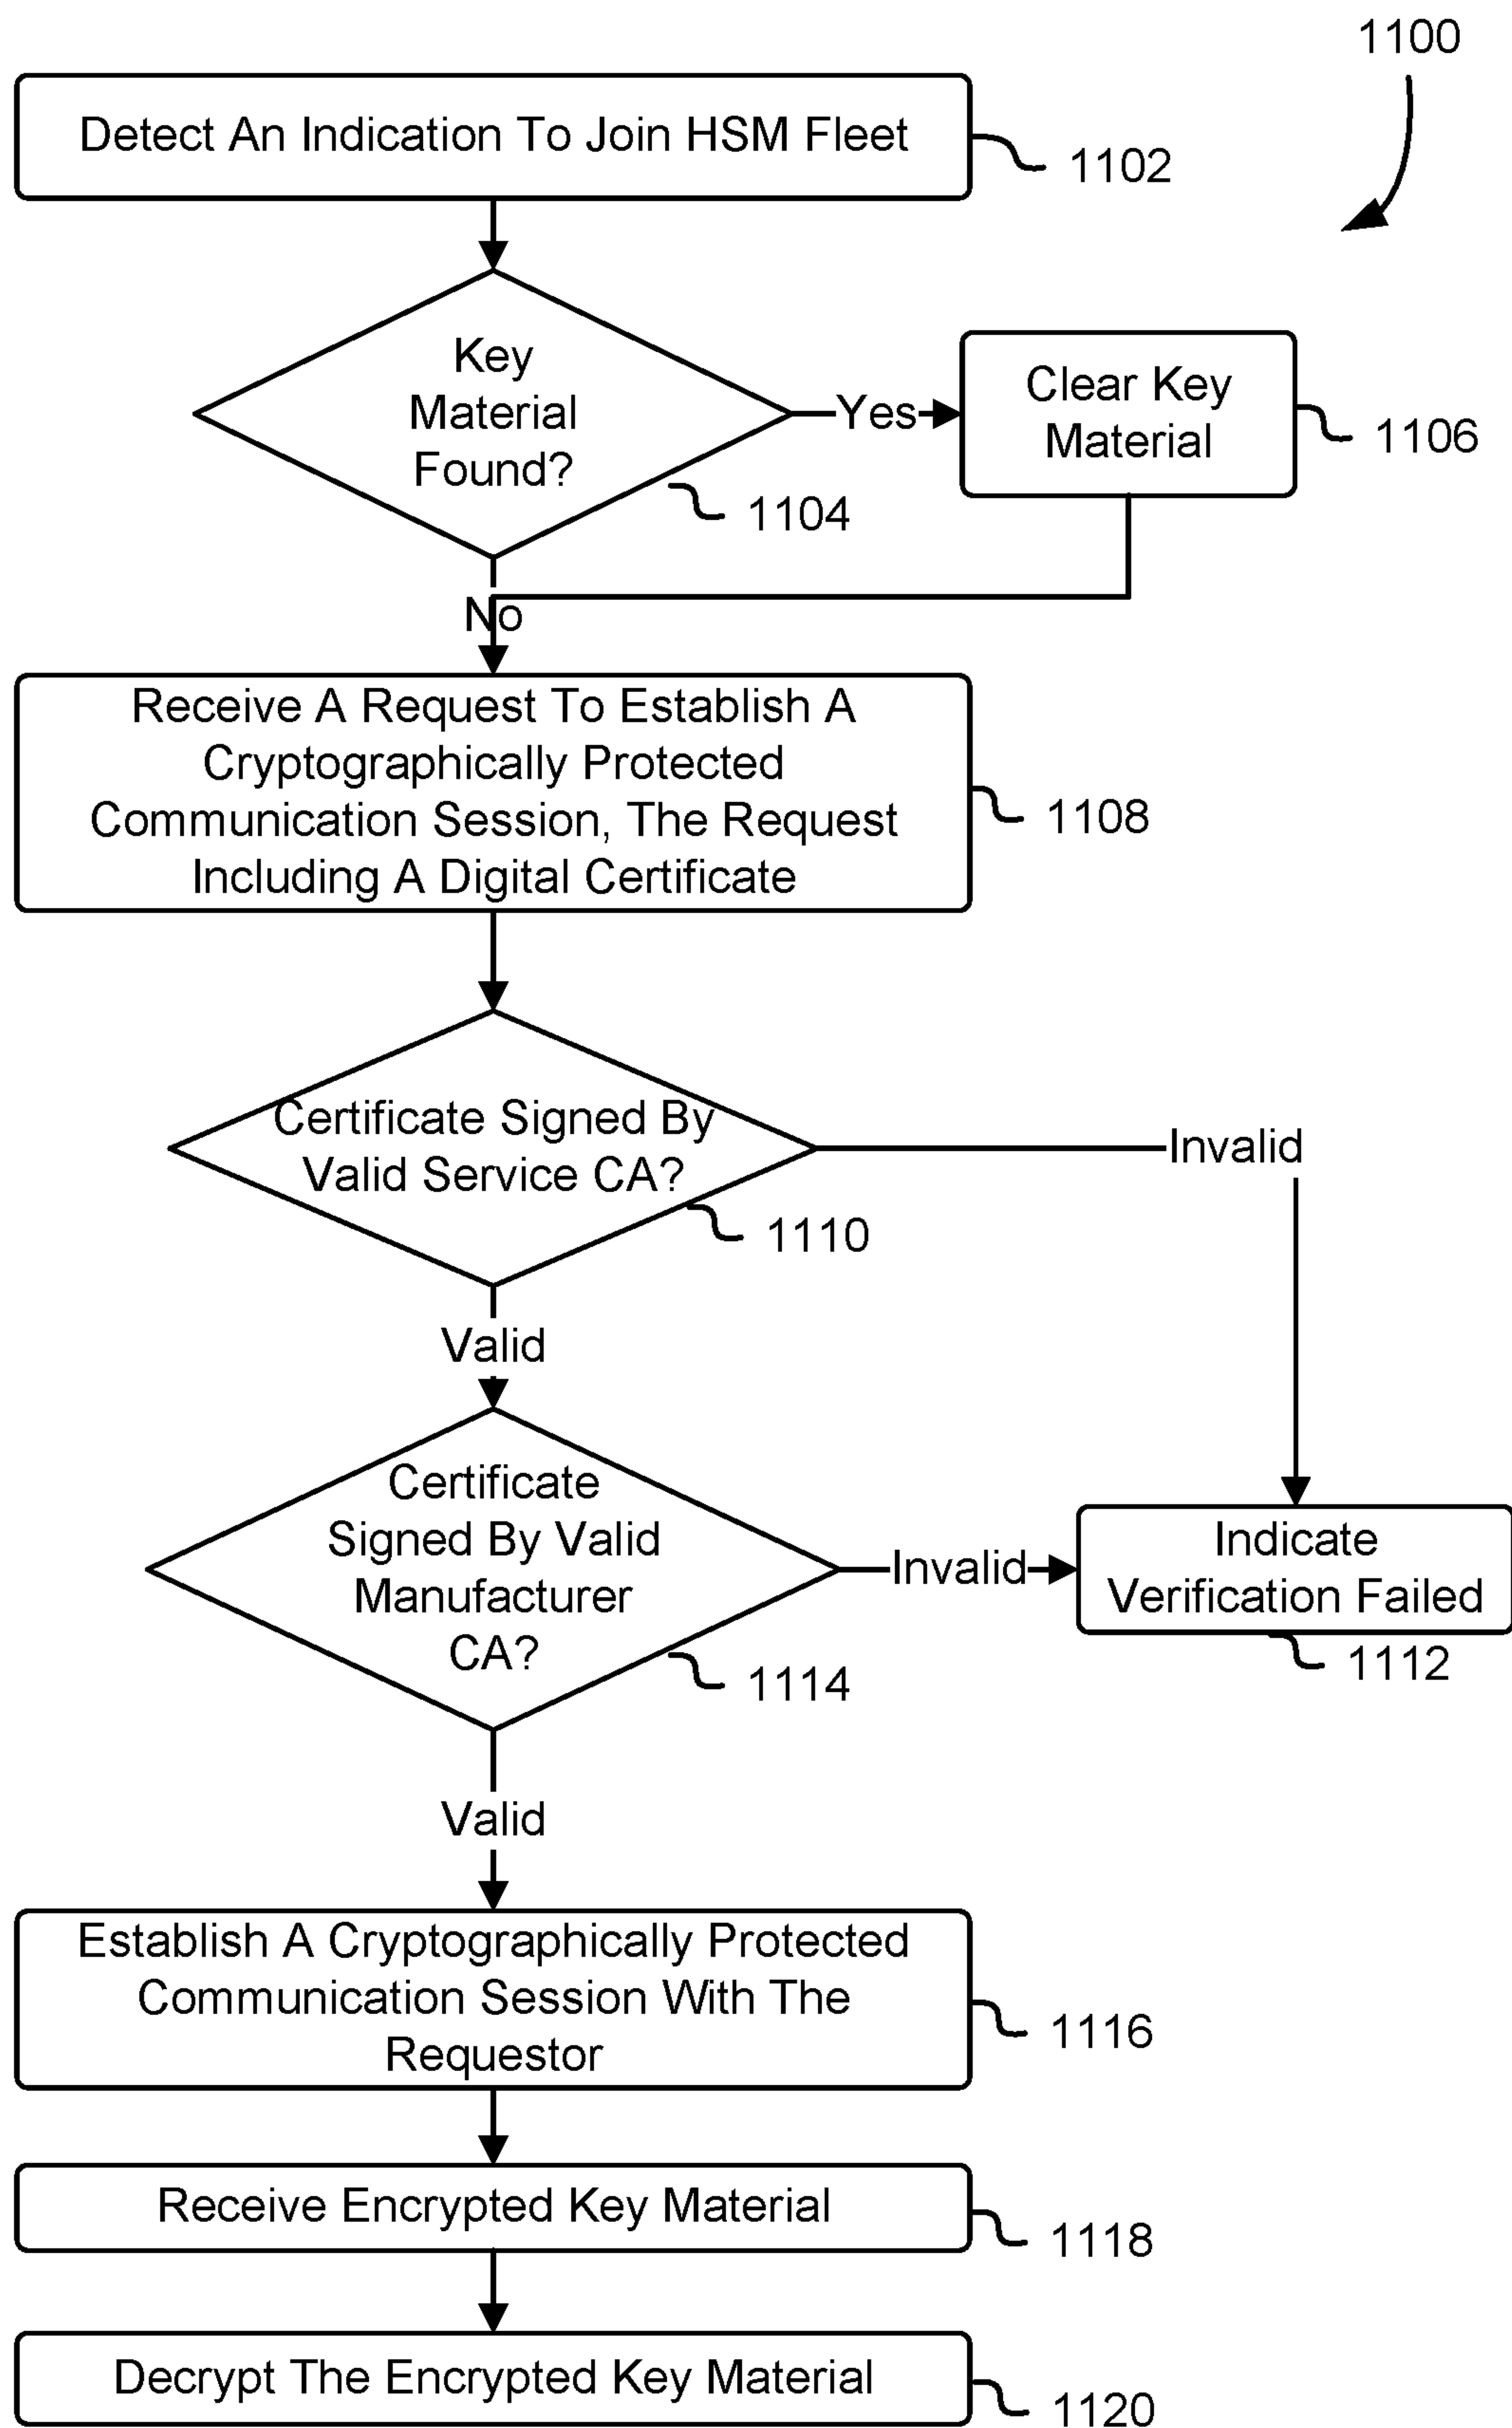 1100
Detect An Indication To Join HSM Fleet
1102
Key
Material
Found?
Yes
Clear Key
Material
1106
1104
No
Receive A Request To Establish A
Cryptographically Protected
Communication Session, The Request
Including A Digital Certificate
1108
Certificate Signed By
Valid Service CA?
Invalid
1110
Valid
Certificate
Signed By Valid
Manufacturer
CA?
Invalid
Indicate
Verification Failed
1112
1114
Valid
Establish A Cryptographically Protected
Communication Session With The
Requestor
1116
Receive Encrypted Key Material
1118
Decrypt The Encrypted Key Material
1120